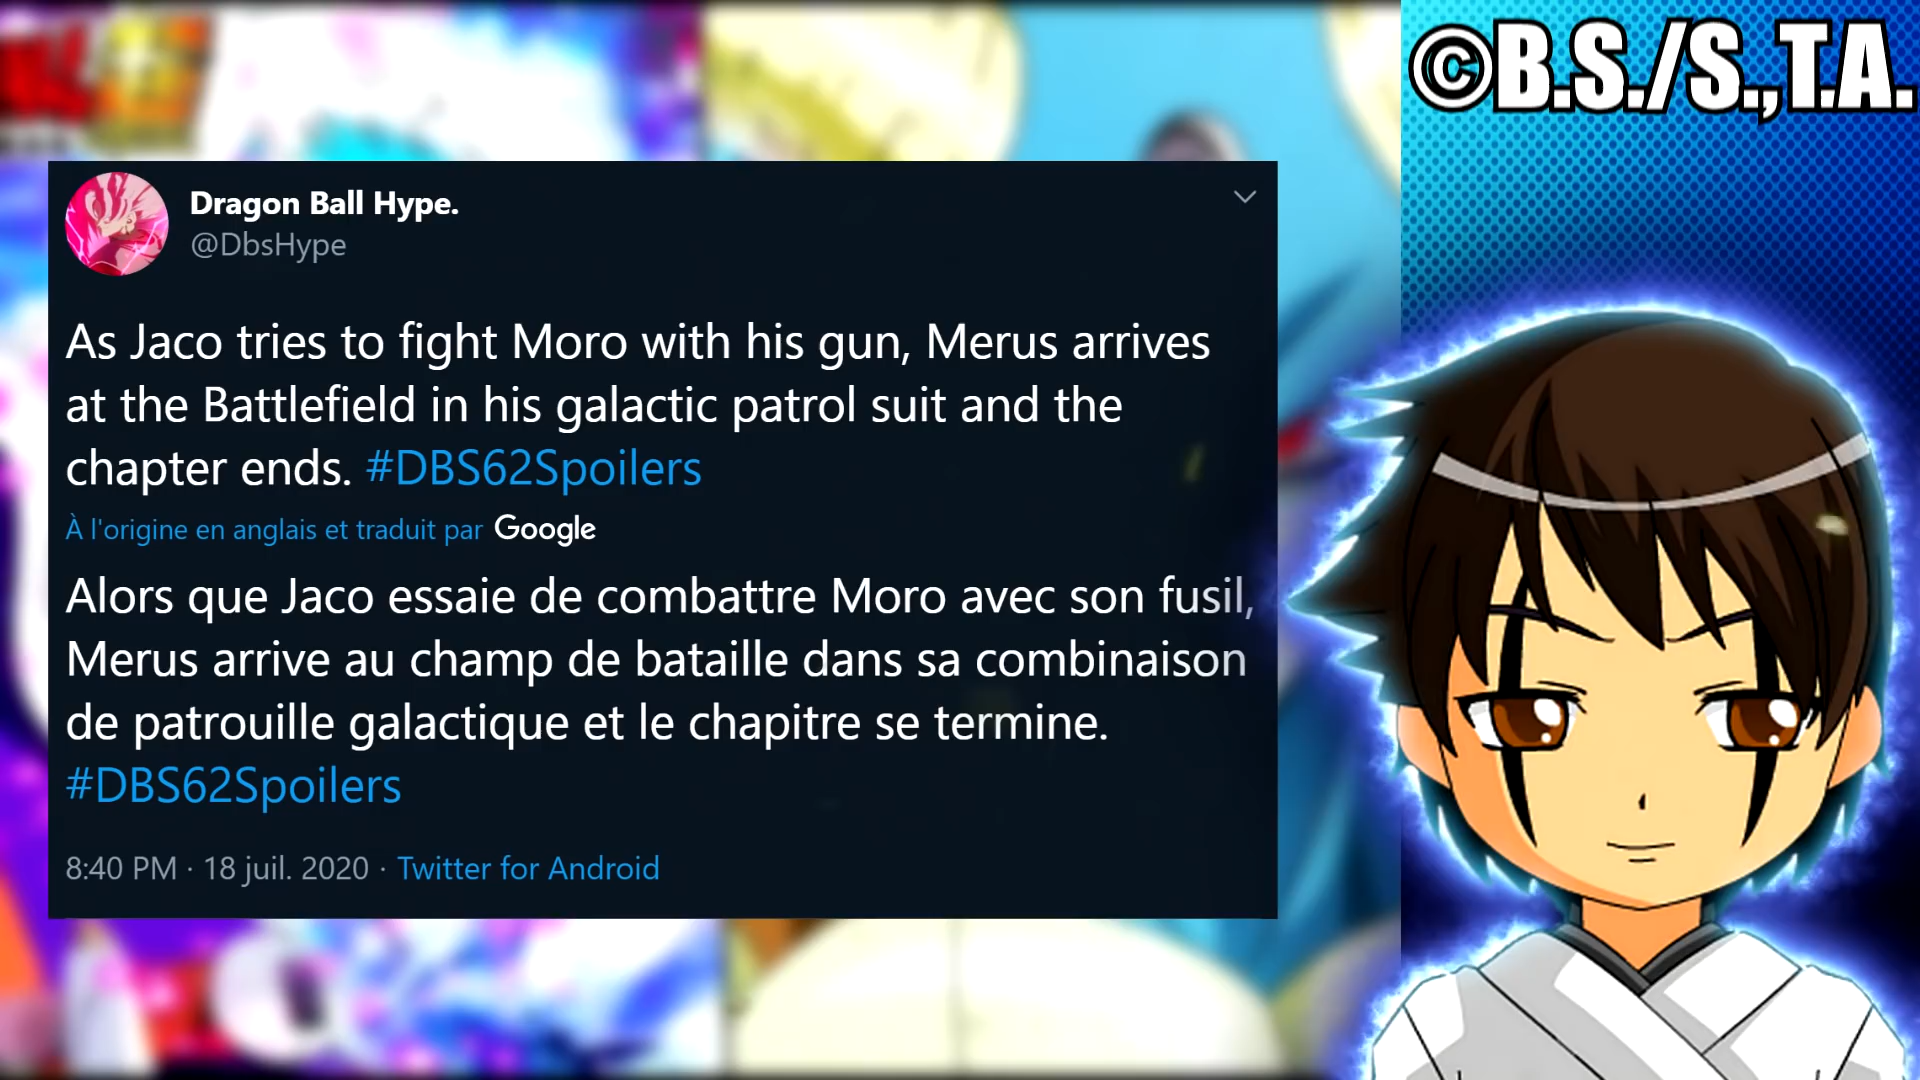 ©B.S./S.,T.A.
Dragon Ball Hype.
@DbsHype
As Jaco tries to fight Moro with his gun, Merus arrives
at the Battlefield in his galactic patrol suit and the
chapter ends. #DBS62Spoilers
À l'origine en anglais et traduit par Google
Alors que Jaco essaie de combattre Moro avec son fusil,
Merus arrive au champ de bataille dans sa combinaison
de patrouille galactique et le chapitre se termine.
#DBS62Spoilers
8:40 PM · 18 juil. 2020 · Twitter for Android